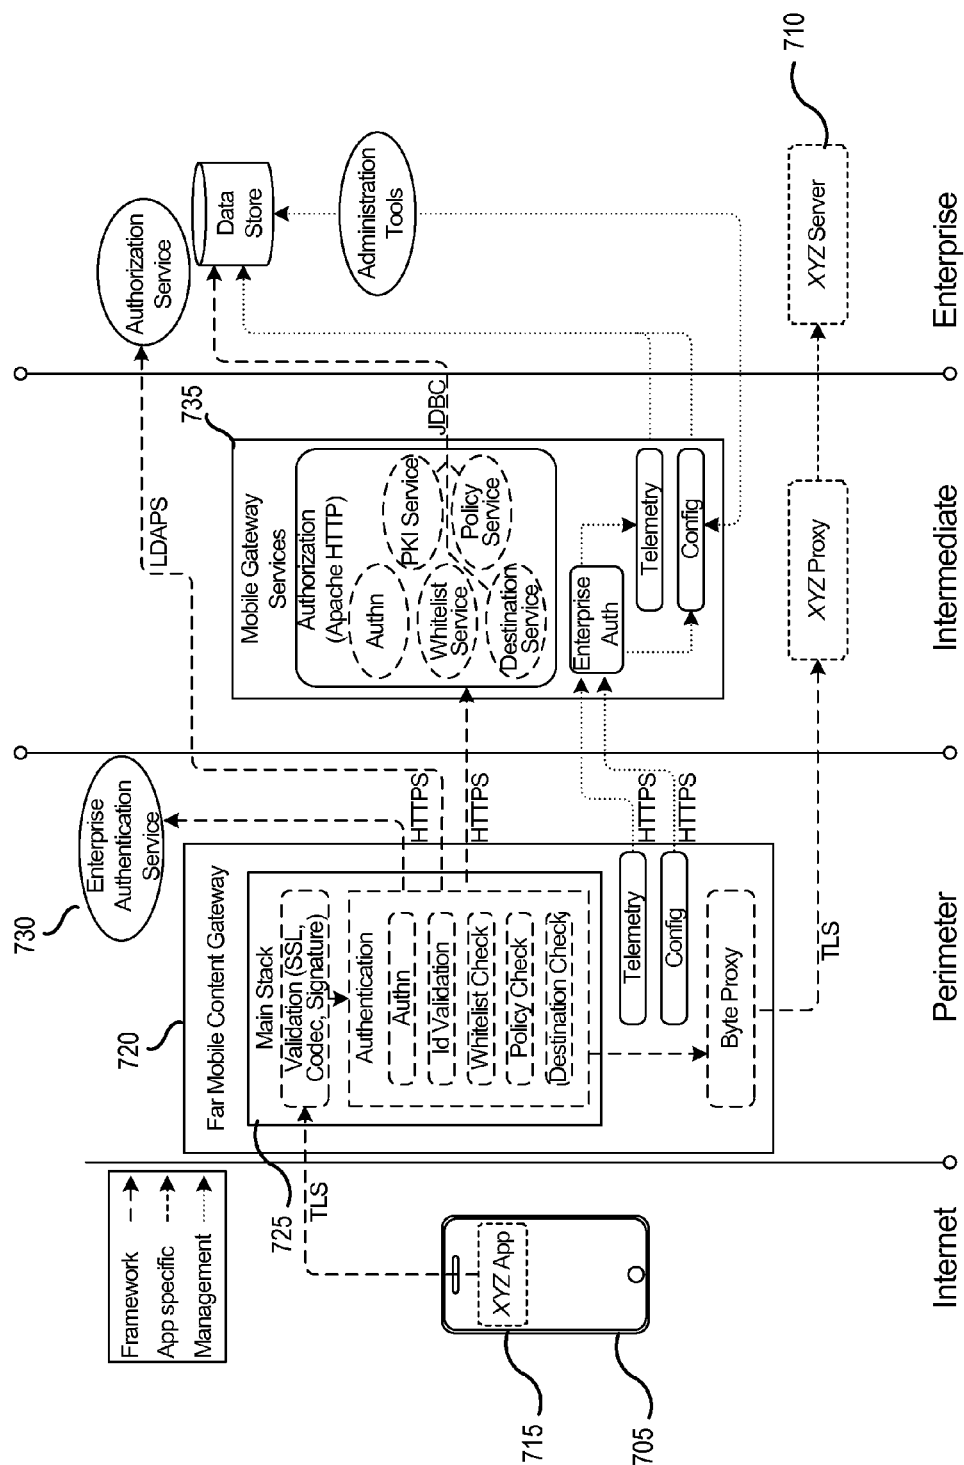 Framework
App specific
Management
Authorization
Service
Data
Store
Administration
Tools
710
XYZ Server
Enterprise
735
LDAPS
JDBC
Mobile Gateway
Services
Authorization
(Apache HTTP)
Authn
PKI Service
Whitelist
Service
Policy
Service
Destination
Service
Enterprise
Auth
Telemetry
Config
XYZ Proxy
Intermediate
730
Enterprise
Authentication
Service
HTTPS
HTTPS
HTTPS
HTTPS
720
Far Mobile Content Gateway
Main Stack
Validation (SSL,
Codec, Signature)
Authentication
Authn
Id Validation
Whitelist Check
Policy Check
Destination Check
Telemetry
Config
Byte Proxy
TLS
Perimeter
725
TLS
XYZ App
715
705
Internet